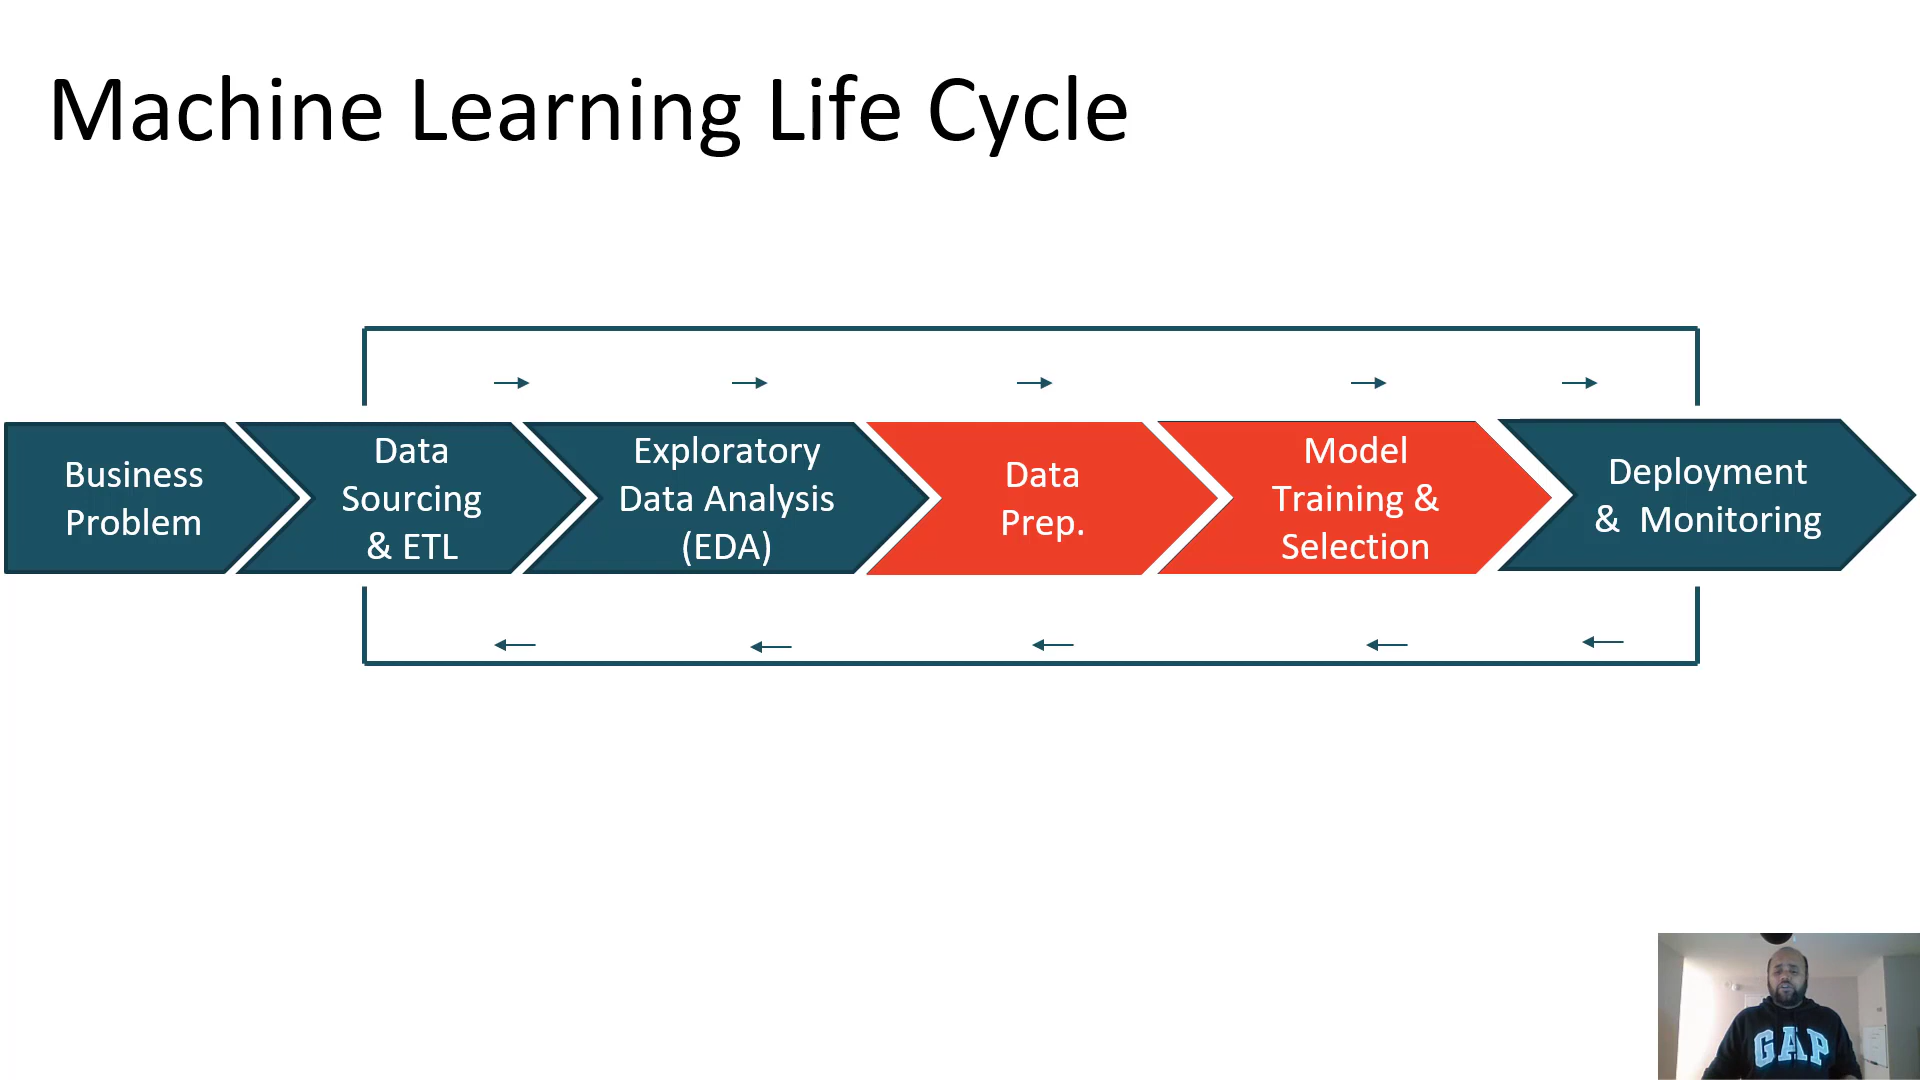 Machine Learning Life Cycle
Business
Problem
Data
Sourcing
& ETL
Exploratory
Data Analysis
(EDA)
Data
Prep.
Model
Training &
Selection
Deployment
& Monitoring
GAP